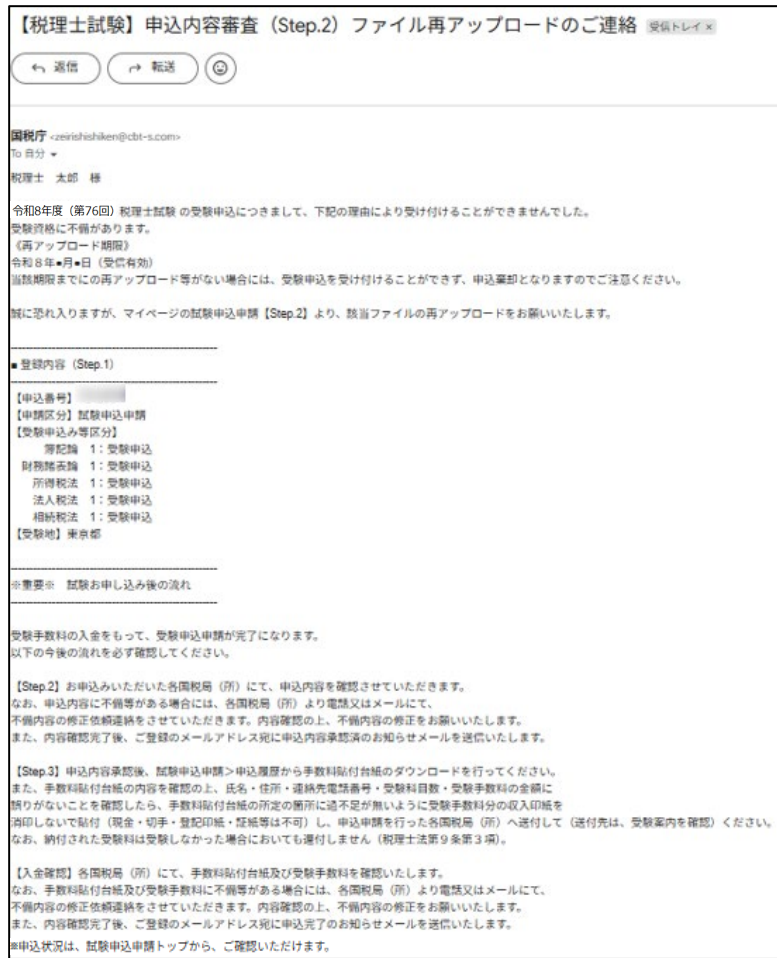 【税理士試験】申込内容審査（Step.2）ファイル再アップロードのご連絡 受信トレイ ×
返信 転送
国税庁 <zeirishishiken@cbt-s.com>
To 自分
税理士 太郎 様
令和8年度（第76回）税理士試験 の受験申込につきまして、下記の理由により受け付けることができませんでした。
受験資格に不備があります。
《再アップロード期限》
令和８年●月●日（受信有効）
当該期限までにの再アップロード等がない場合には、受験申込を受け付けることができず、申込棄却となりますのでご注意ください。
誠に恐れ入りますが、マイページの試験申込申請【Step.2】より、該当ファイルの再アップロードをお願いいたします。
■ 登録内容（Step.1）
【申込番号】
【申請区分】試験申込申請
【受験申込み等区分】
簿記論 1：受験申込
財務諸表論 1：受験申込
所得税法 1：受験申込
法人税法 1：受験申込
相続税法 1：受験申込
【受験地】東京都
※重要※ 試験お申し込み後の流れ
受験手数料の入金をもって、受験申込申請が完了になります。
以下の今後の流れを必ず確認してください。
【Step.2】お申込みいただいた各国税局（所）にて、申込内容を確認させていただきます。
なお、申込内容に不備等がある場合には、各国税局（所）より電話又はメールにて、
不備内容の修正依頼連絡をさせていただきます。内容確認の上、不備内容の修正をお願いいたします。
また、内容確認完了後、ご登録のメールアドレス宛に申込内容承認済のお知らせメールを送信いたします。
【Step.3】申込内容承認後、試験申込申請＞申込履歴から手数料貼付台紙のダウンロードを行ってください。
また、手数料貼付台紙の内容を確認の上、氏名・住所・連絡先電話番号・受験科目数・受験手数料の金額に
誤りがないことを確認したら、手数料貼付台紙の所定の箇所に過不足が無いように受験手数料分の収入印紙を
消印しないで貼付（現金・切手・登記印紙・証紙等は不可）し、申込申請を行った各国税局（所）へ送付して（送付先は、受験案内を確認）ください。
なお、納付された受験料は受験しなかった場合においても還付しません（税理士法第９条第３項）。
【入金確認】各国税局（所）にて、手数料貼付台紙及び受験手数料を確認いたします。
なお、手数料貼付台紙及び受験手数料に不備等がある場合には、各国税局（所）より電話又はメールにて、
不備内容の修正依頼連絡をさせていただきます。内容確認の上、不備内容の修正をお願いいたします。
また、内容確認完了後、ご登録のメールアドレス宛に申込完了のお知らせメールを送信いたします。
※申込状況は、試験申込申請トップから、ご確認いただけます。